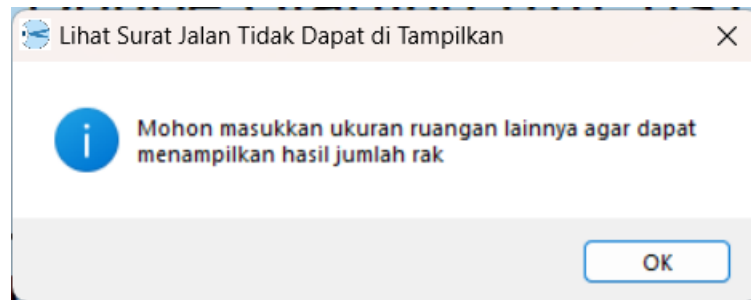 Lihat Surat Jalan Tidak Dapat di Tampilkan
Mohon masukkan ukuran ruangan lainnya agar dapat
menampilkan hasil jumlah rak
OK